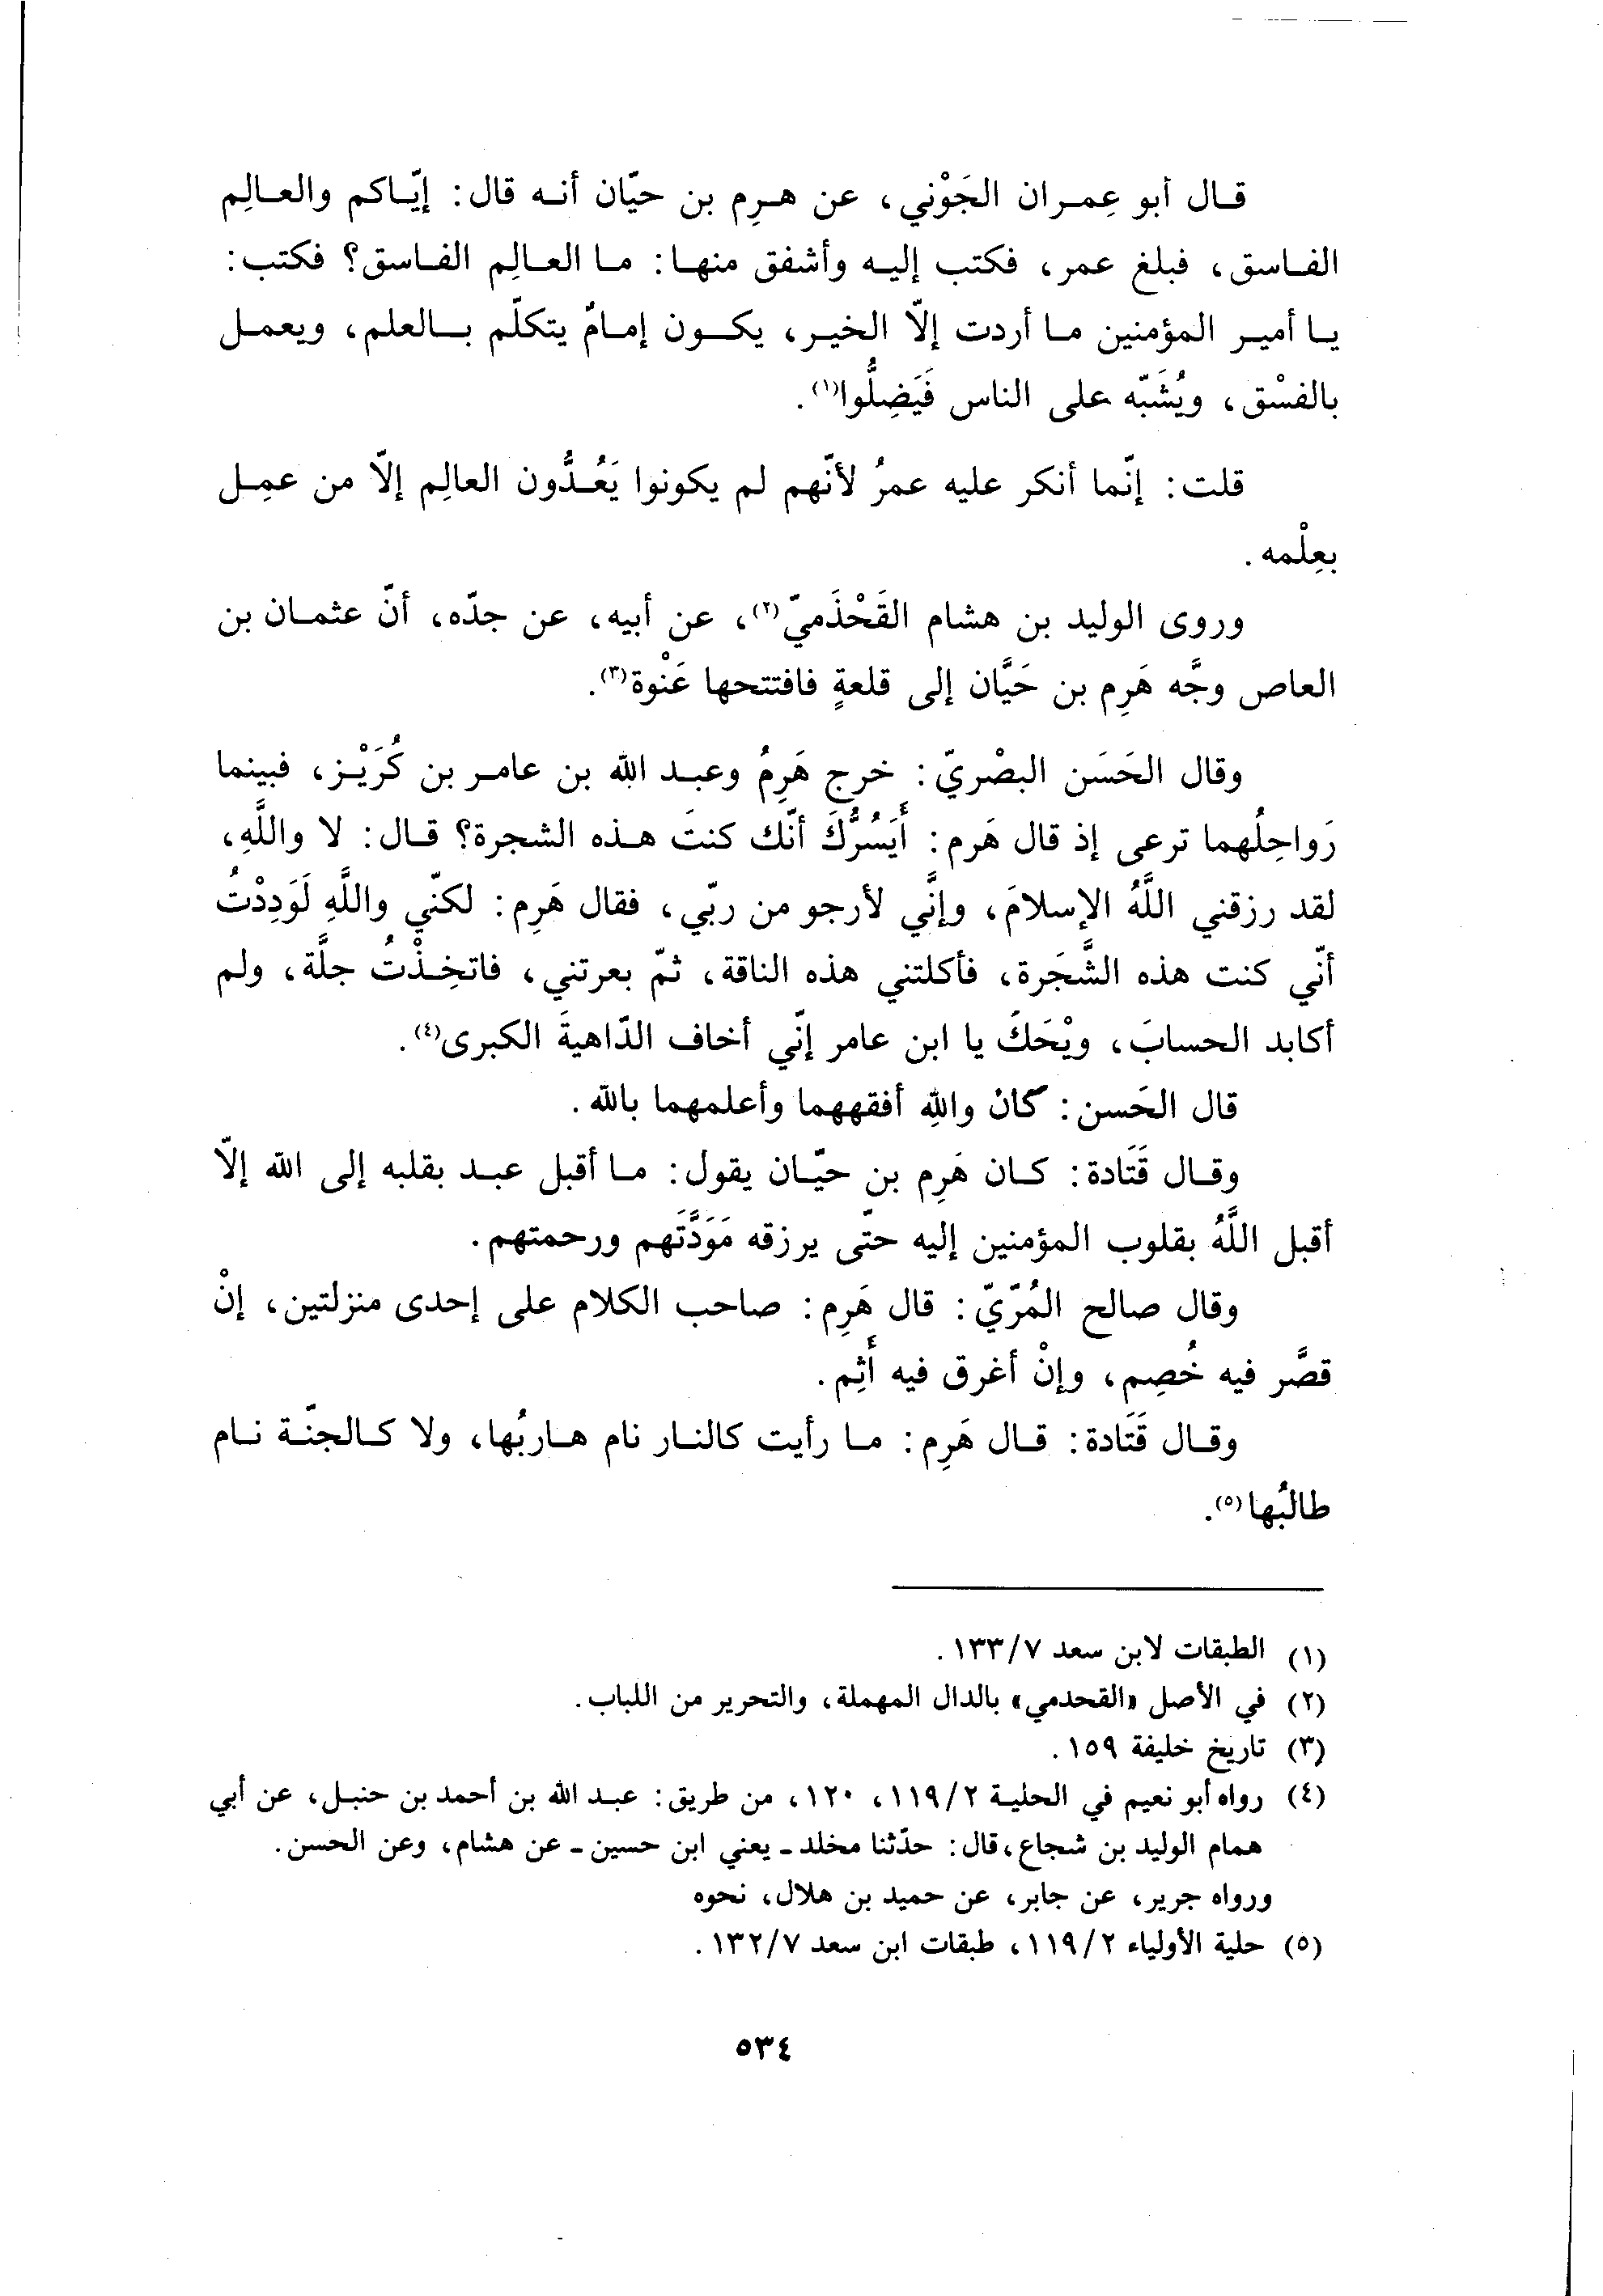 قال أبو عِمران الجَوْني، عن هرِم بن حيّان أنه قال: إيّاكم والعالِم
الفاسق، فبلغ عمر، فكتب إليه وأشفق منها: ما العالِم الفاسق؟ فكتب:
يا أمير المؤمنين ما أردت إلاّ الخير، يكون إمامٌ يتكلّم بالعلم، ويعمل
بالفسْق، ويُشَبّه على الناس فَيَضِلُّوا(١).
قلت: إنّما أنكر عليه عمرُ لأنّهم لم يكونوا يَعُدُّون العالِم إلاّ من عمِل
بعِلْمه.
وروى الوليد بن هشام القَحْذَميّ(٢)، عن أبيه، عن جدّه، أنّ عثمان بن
العاص وجَّه هَرِم بن حَيَّان إلى قلعةٍ فافتتحها عَنْوة(٣).
وقال الحَسَن البصْريّ: خرج هَرِمُ وعبد الله بن عامر بن كُرَيْز، فبينما
رَواحِلُهما ترعى إذ قال هَرِم: أَيَسُرُّكَ أنّك كنتَ هذه الشجرة؟ قال: لا واللَّهِ،
لقد رزقني اللَّهُ الإسلامَ، وإنَّي لأرجو من ربّي، فقال هَرِم: لكنّي واللَّهِ لَوَدِدْتُ
أنّي كنت هذه الشَّجَرة، فأكلتني هذه الناقة، ثمّ بعرتني، فاتخِذْتُ جلَّة، ولم
أكابد الحسابَ، ويْحَكَ يا ابن عامر إنّي أخاف الدّاهيةَ الكبرى(٤).
قال الحَسن: كان واللهِ أفقههما وأعلمهما بالله.
وقال قَتَادة: كان هَرِم بن حيّان يقول: ما أقبل عبد بقلبه إلى الله إلاّ
أقبل اللَّهُ بقلوب المؤمنين إليه حتّى يرزقه مَوَدَّتَهم ورحمتهم.
وقال صالح المُرّيّ: قال هَرِم: صاحب الكلام على إحدى منزلتين، إنْ
قصَّر فيه خُصِم، وإنْ أغرق فيه أَثِم.
وقال قَتَادة: قال هَرِم: ما رأيت كالنار نام هاربُها، ولا كالجنّة نام
طالبُها(٥).
(١) الطبقات لابن سعد ١٣٣/٧.
(٢) في الأصل «القحدمي» بالدال المهملة، والتحرير من اللباب.
(٣) تاريخ خليفة ١٥٩.
(٤) رواه أبو نعيم في الحلية ١١٩/٢، ١٢٠، من طريق: عبد الله بن أحمد بن حنبل، عن أبي
همام الوليد بن شجاع، قال: حدّثنا مخلد ـ يعني ابن حسين ـ عن هشام، وعن الحسن.
ورواه جرير، عن جابر، عن حميد بن هلال، نحوه
(٥) حلية الأولياء ١١٩/٢، طبقات ابن سعد ١٣٢/٧.
٥٣٤